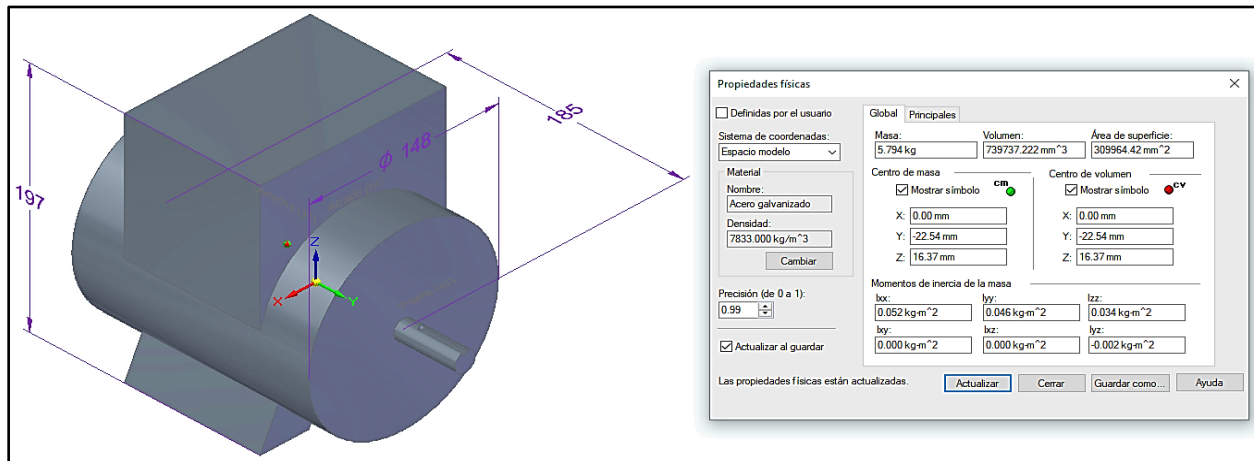 197
ϕ 148
185
Z
X
Y
Propiedades físicas
Definidas por el usuario
Sistema de coordenadas:
Espacio modelo
Material
Nombre:
Acero galvanizado
Densidad:
7833.000 kg/m^3
Cambiar
Precisión (de 0 a 1):
0.99
Actualizar al guardar
Global Principales
Masa: Volumen: Área de superficie:
5.794 kg 739737.222 mm^3 309964.42 mm^2
Centro de masa Centro de volumen
Mostrar símbolo cm Mostrar símbolo cv
X: 0.00 mm X: 0.00 mm
Y: -22.54 mm Y: -22.54 mm
Z: 16.37 mm Z: 16.37 mm
Momentos de inercia de la masa
Ixx: Iyy: Izz:
0.052 kg-m^2 0.046 kg-m^2 0.034 kg-m^2
Ixy: Ixz: Iyz:
0.000 kg-m^2 0.000 kg-m^2 -0.002 kg-m^2
Las propiedades físicas están actualizadas. Actualizar Cerrar Guardar como... Ayuda